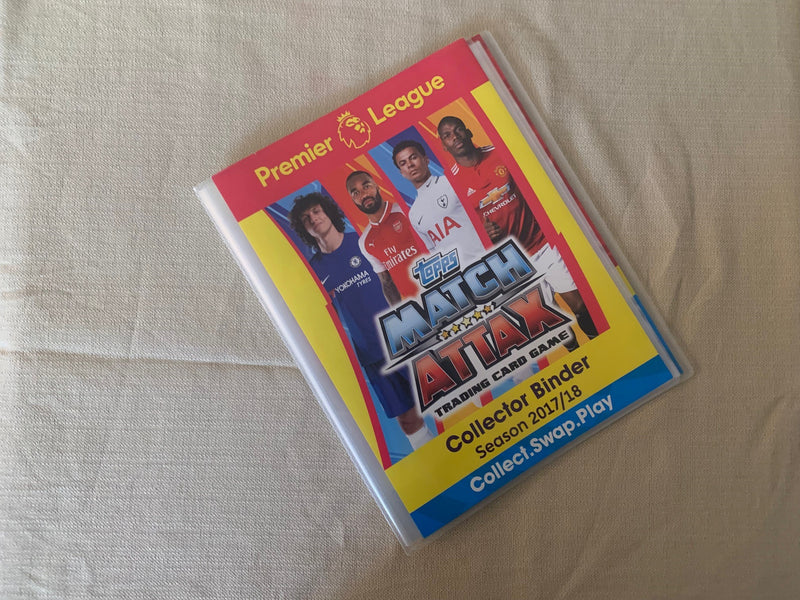 Premier League
YOKOHAMA
TYRES
Fly
Emirates
AIA
CHEVROLET
topps
MATCH
ATTAX
TRADING CARD GAME
Collector Binder
Season 2017/18
Collect.Swap.Play